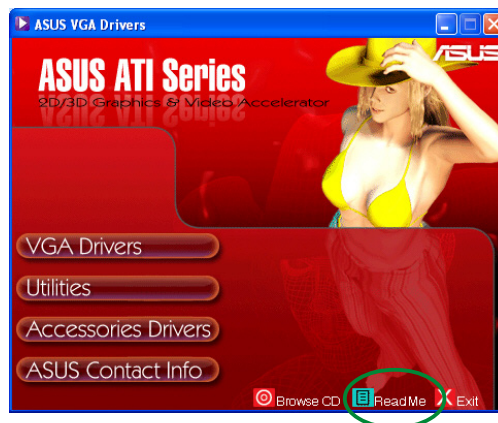 ASUS VGA Drivers
ASUS
ASUS ATI Series
2D/3D Graphics & Video Accelerator
VGA Drivers
Utilities
Accessories Drivers
ASUS Contact Info
Browse CD
ReadMe
Exit